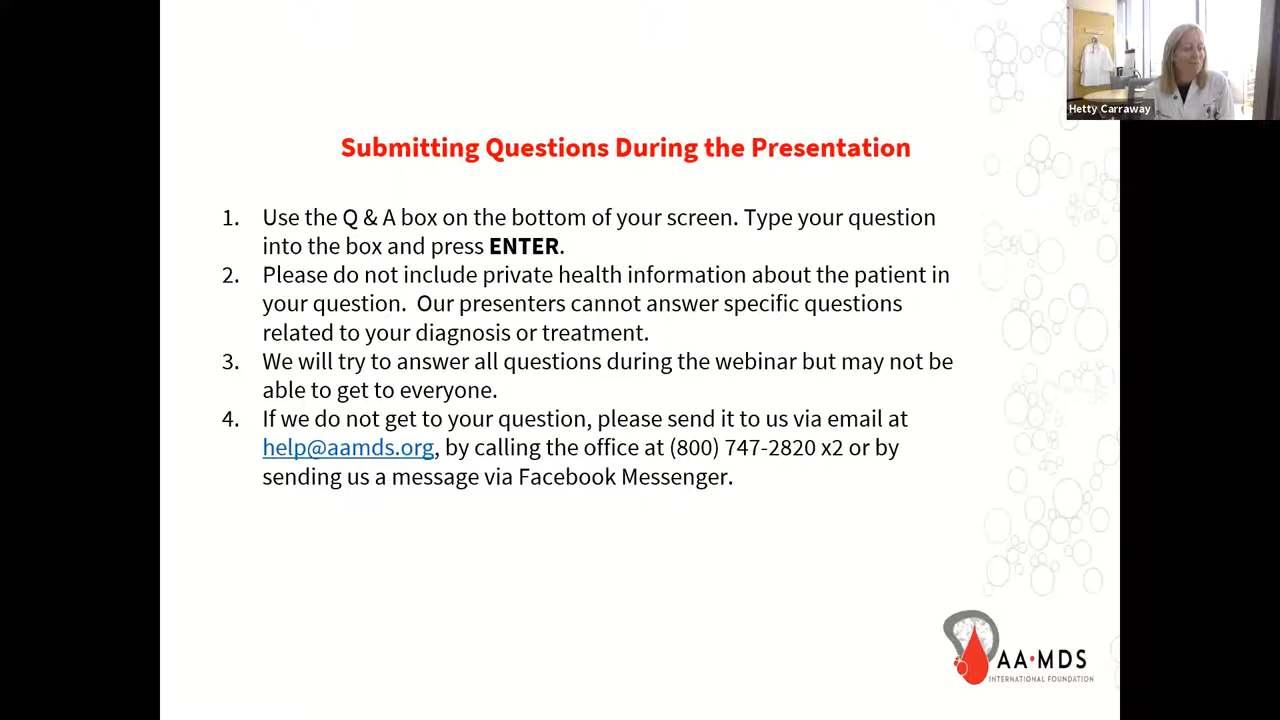 Hetty Carraway
Submitting Questions During the Presentation
1. Use the Q & A box on the bottom of your screen. Type your question
into the box and press ENTER.
2. Please do not include private health information about the patient in
your question.  Our presenters cannot answer specific questions
related to your diagnosis or treatment.
3. We will try to answer all questions during the webinar but may not be
able to get to everyone.
4. If we do not get to your question, please send it to us via email at
help@aamds.org, by calling the office at (800) 747-2820 x2 or by
sending us a message via Facebook Messenger.
AA•MDS
INTERNATIONAL FOUNDATION